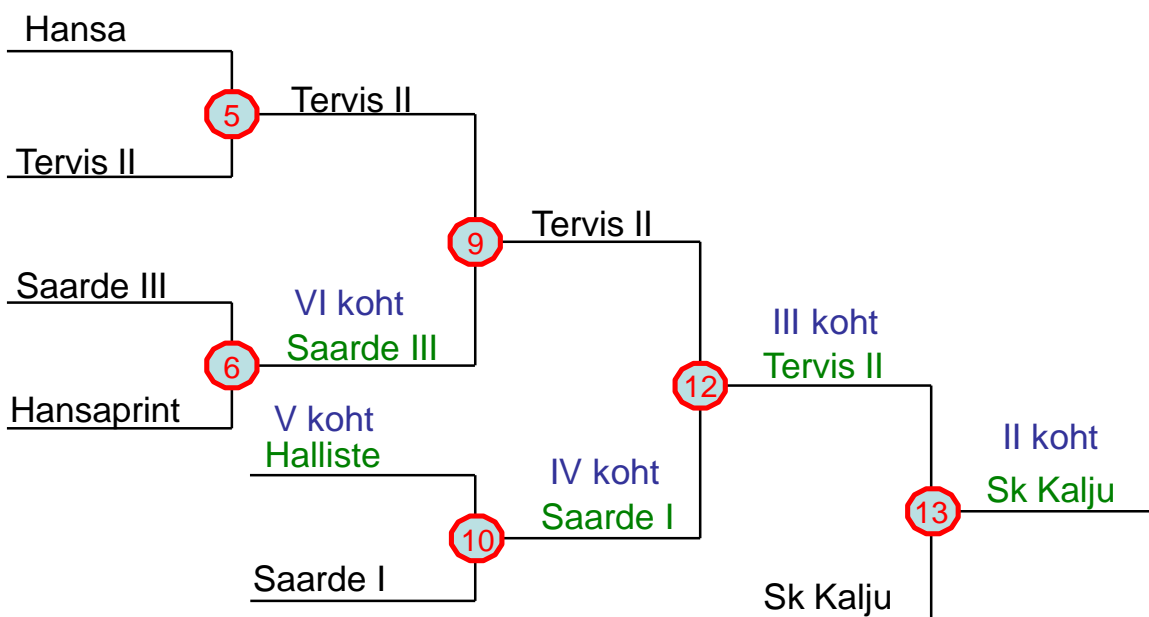 Hansa
5
Tervis II
Tervis II
9
Tervis II
Saarde III
VI koht
Saarde III
6
Hansaprint
V koht
Halliste
12
III koht
Tervis II
IV koht
Saarde I
10
Saarde I
II koht
Sk Kalju
13
Sk Kalju